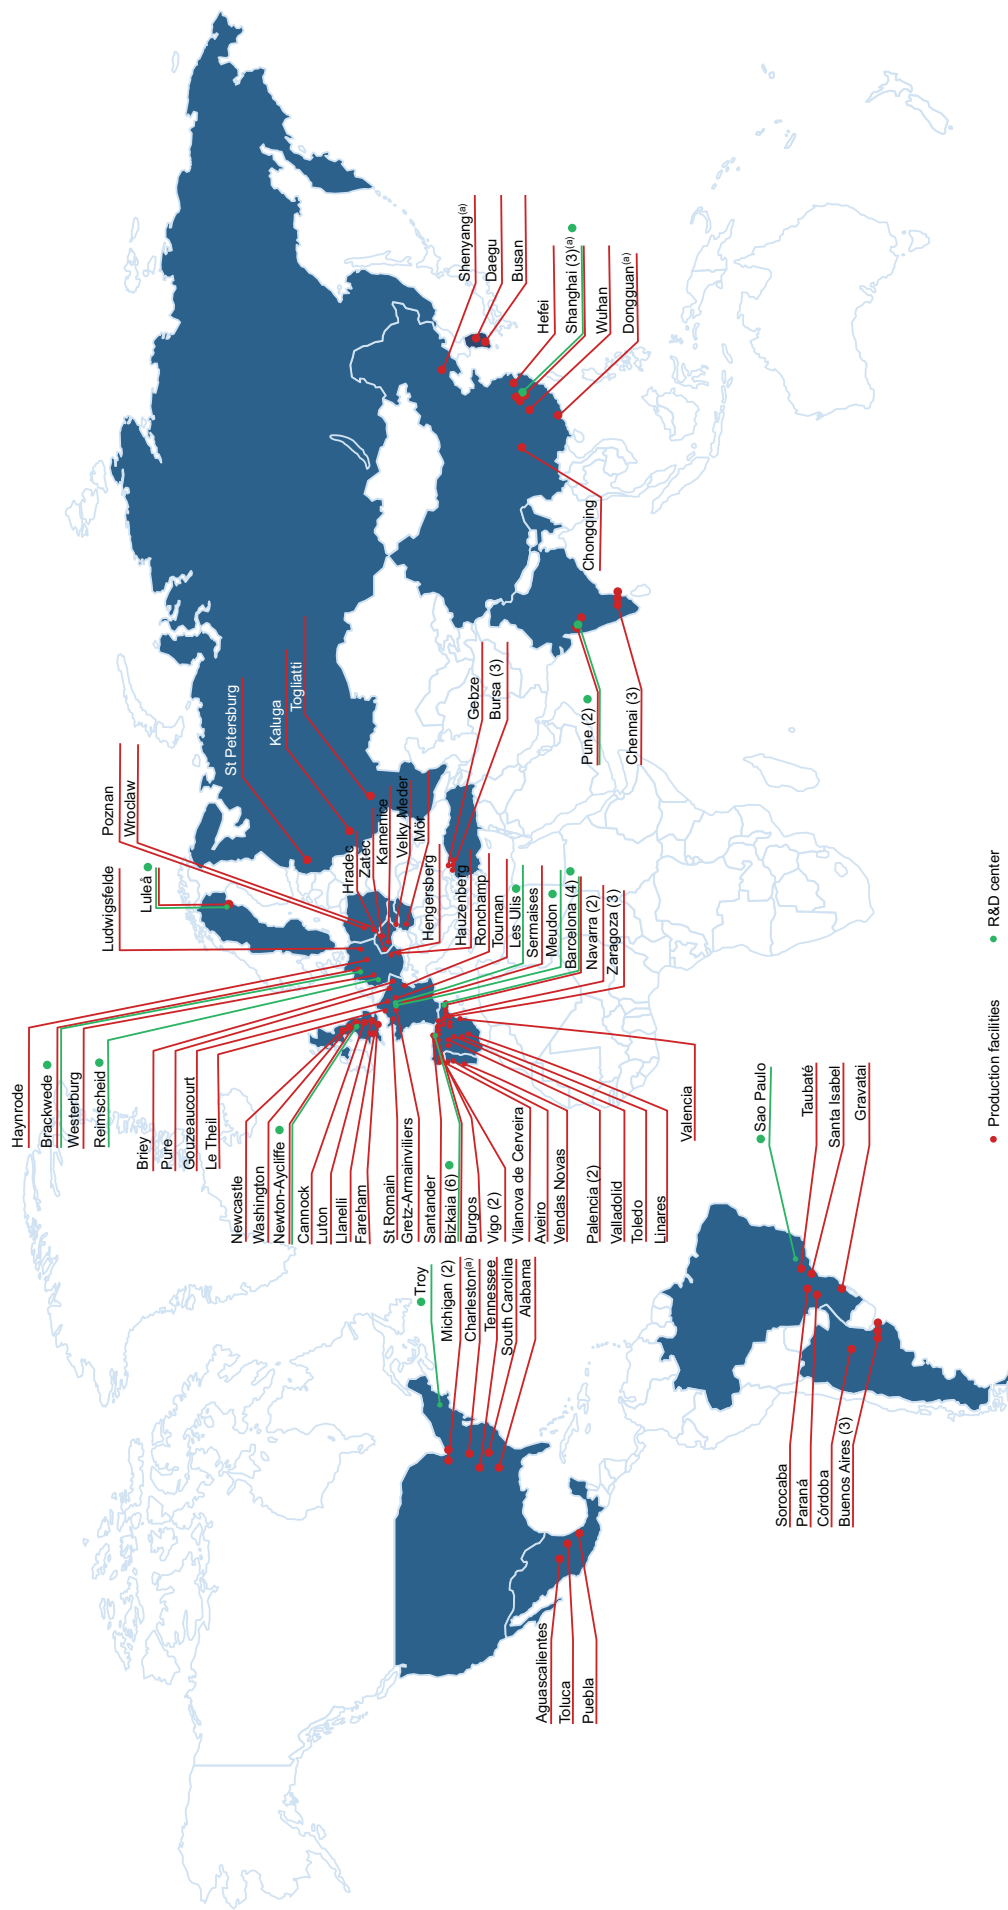 Haynrode
Brackwede
Westerburg
Reimscheid
Briey
Pure
Gouzeaucourt
Le Theil
Newcastle
Washington
Newton-Aycliffe
Cannock
Luton
Llanelli
Fareham
St Romain
Gretz-Armainvilliers
Santander
Bizkaia (6)
Burgos
Vigo (2)
Vilanova de Cerveira
Aveiro
Vendas Novas
Palencia (2)
Valladolid
Toledo
Linares
Valencia
Troy
Michigan (2)
Charleston(a)
Tennessee
South Carolina
Alabama
Aguascalientes
Toluca
Puebla
Sao Paulo
Taubaté
Santa Isabel
Gravatai
Sorocaba
Paraná
Córdoba
Buenos Aires (3)
Ludwigsfelde
Luleå
Poznan
Wroclaw
St Petersburg
Kaluga
Togliatti
Hradec
Zatec
Kamenice
Velky Meder
Mór
Hengersberg
Hauzenberg
Ronchamp
Tournan
Les Ulis
Sermaises
Meudon
Barcelona (4)
Navarra (2)
Zaragoza (3)
Gebze
Bursa (3)
Pune (2)
Chennai (3)
Chongqing
Shenyang(a)
Daegu
Busan
Hefei
Shanghai (3)(a)
Wuhan
Dongguan(a)
Production facilities
R&D center